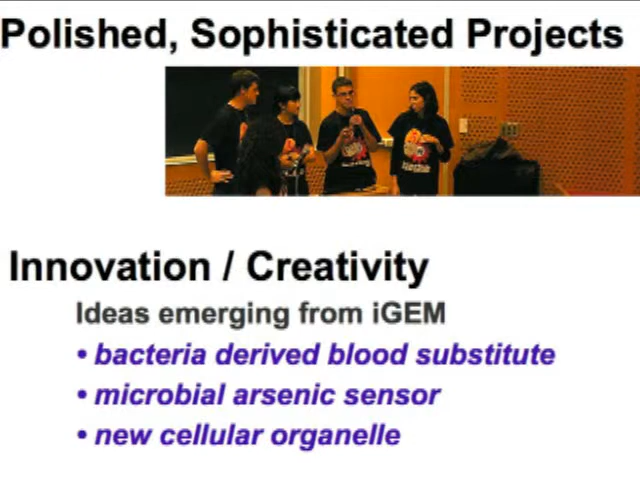 Polished, Sophisticated Projects
Innovation / Creativity
Ideas emerging from iGEM
• bacteria derived blood substitute
• microbial arsenic sensor
• new cellular organelle